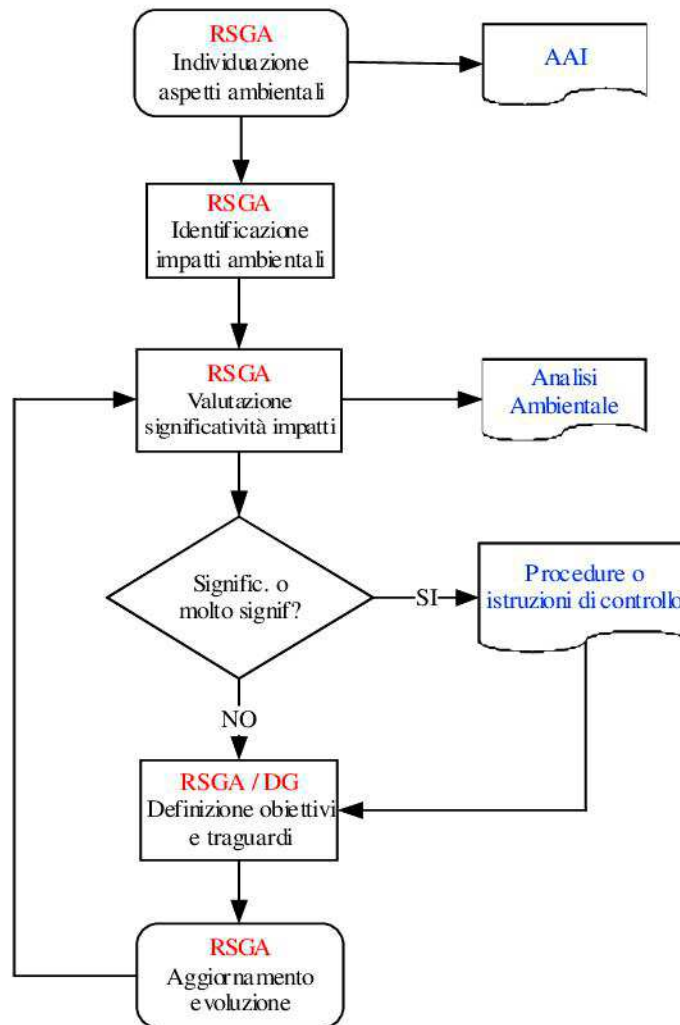 RSGA
Individuazione
aspetti ambientali
AAI
RSGA
Identificazione
impatti ambientali
RSGA
Valutazione
significatività impatti
Analisi
Ambientale
Signific. o
molto signif?
SI
Procedure o
istruzioni di controllo
NO
RSGA / DG
Definizione obiettivi
e traguardi
RSGA
Aggiornamento
evoluzione